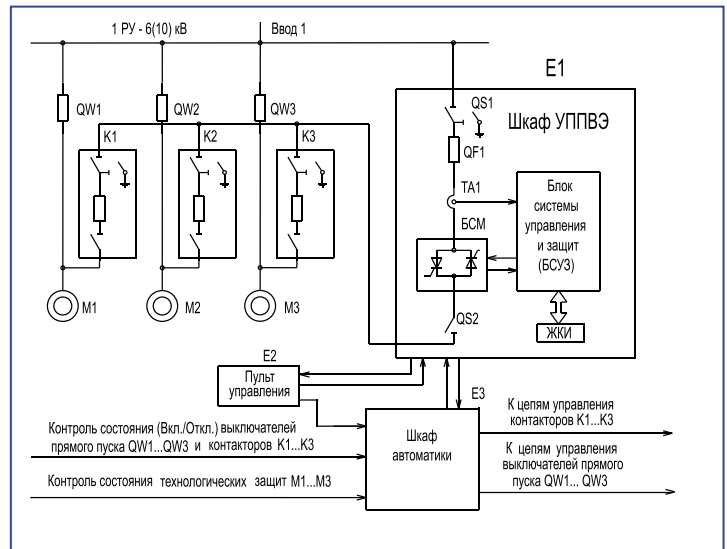 1 РУ - 6(10) кВ
Ввод 1
E1
QW1
QW2
QW3
QS1
Шкаф УППВЭ
K1
K2
K3
QF1
TA1
БСМ
Блок
системы
управления
и защит
(БСУЗ)
M1
M2
M3
QS2
ЖКИ
E2
Пульт
управления
E3
Контроль состояния (Вкл./Откл.) выключателей
прямого пуска QW1...QW3 и контакторов K1...K3
Контроль состояния технологических защит M1...M3
Шкаф
автоматики
К цепям управления
контакторов K1...K3
К цепям управления
выключателей прямого
пуска QW1... QW3